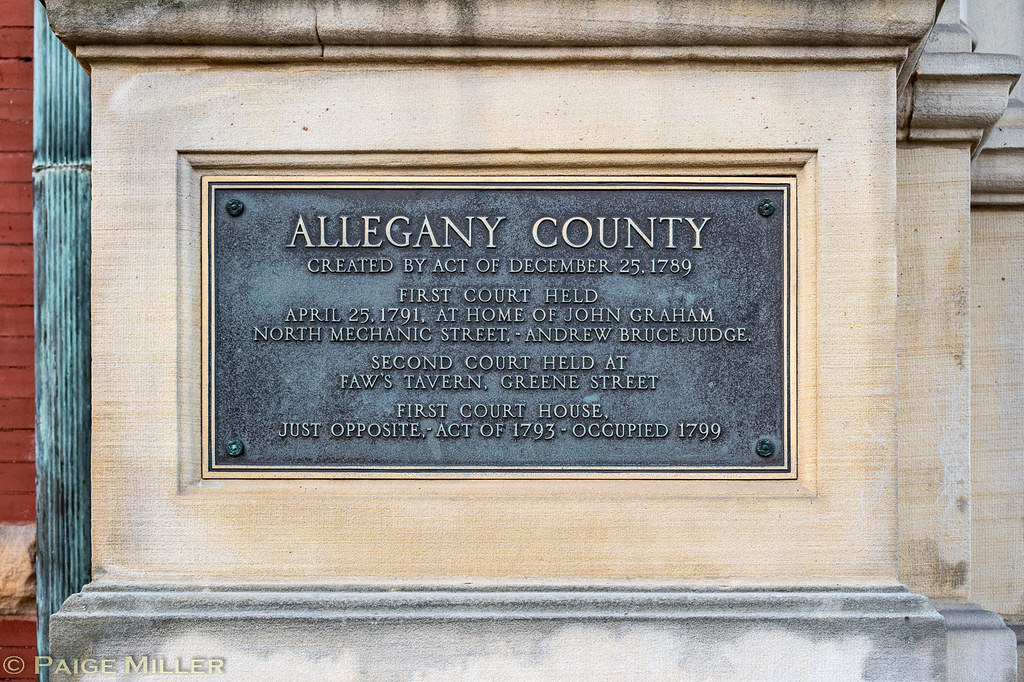 ALLEGANY COUNTY
CREATED BY ACT OF DECEMBER 25, 1789
FIRST COURT HELD
APRIL 25, 1791, AT HOME OF JOHN GRAHAM
NORTH MECHANIC STREET, - ANDREW BRUCE, JUDGE.
SECOND COURT HELD AT
FAW'S TAVERN, GREENE STREET
FIRST COURT HOUSE,
JUST OPPOSITE, - ACT OF 1793 - OCCUPIED 1799
© PAIGE MILLER